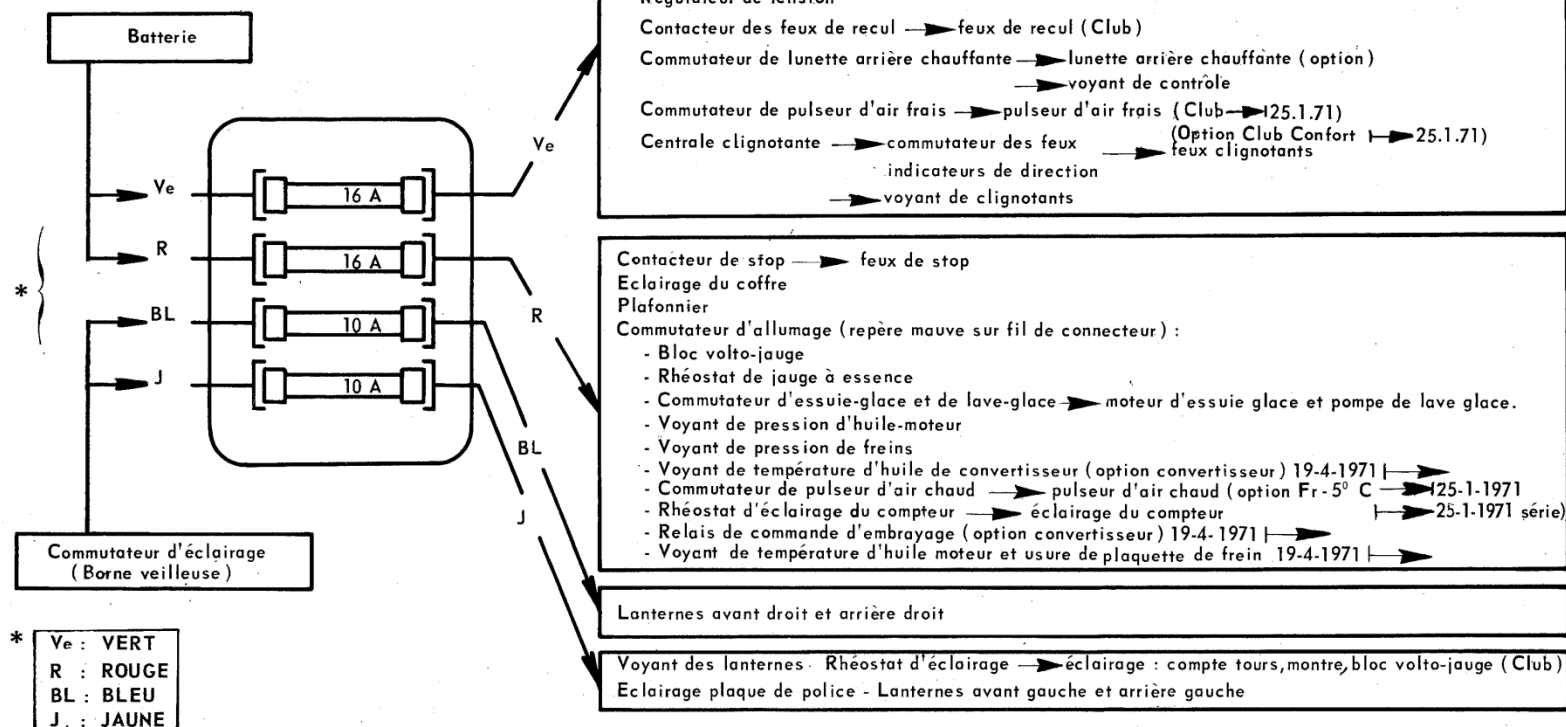 Batterie
Ve
R
BL
J
*
16 A
16 A
10 A
10 A
Ve
R
BL
J
Commutateur d'éclairage
(Borne veilleuse)
* Ve : VERT
R : ROUGE
BL : BLEU
J. : JAUNE
Régulateur de tension
Contacteur des feux de recul → feux de recul (Club)
Commutateur de lunette arrière chauffante → lunette arrière chauffante (option)
→ voyant de contrôle
Commutateur de pulseur d'air frais → pulseur d'air frais (Club →| 25.1.71)
(Option Club Confort |→ 25.1.71)
Centrale clignotante → commutateur des feux → feux clignotants
indicateurs de direction
→ voyant de clignotants
Contacteur de stop → feux de stop
Eclairage du coffre
Plafonnier
Commutateur d'allumage (repère mauve sur fil de connecteur) :
- Bloc volto-jauge
- Rhéostat de jauge à essence
- Commutateur d'essuie-glace et de lave-glace → moteur d'essuie glace et pompe de lave glace.
- Voyant de pression d'huile-moteur
- Voyant de pression de freins
- Voyant de température d'huile de convertisseur (option convertisseur) 19-4-1971 |→
- Commutateur de pulseur d'air chaud → pulseur d'air chaud (option Fr - 5° C →| 25-1-1971
- Rhéostat d'éclairage du compteur → éclairage du compteur |→ 25-1-1971 série)
- Relais de commande d'embrayage (option convertisseur) 19-4-1971 |→
- Voyant de température d'huile moteur et usure de plaquette de frein 19-4-1971 |→
Lanternes avant droit et arrière droit
Voyant des lanternes Rhéostat d'éclairage → éclairage : compte tours, montre, bloc volto-jauge (Club)
Eclairage plaque de police - Lanternes avant gauche et arrière gauche